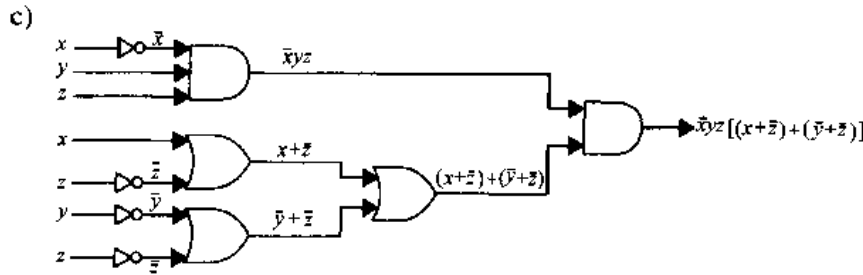 c)
x x̄
y
z
x̄yz
x̄yz[(x+z̄)+(ȳ+z̄)]
x
x+z̄
z z̄
(x+z̄)+(ȳ+z̄)
y ȳ
ȳ+z̄
z z̄